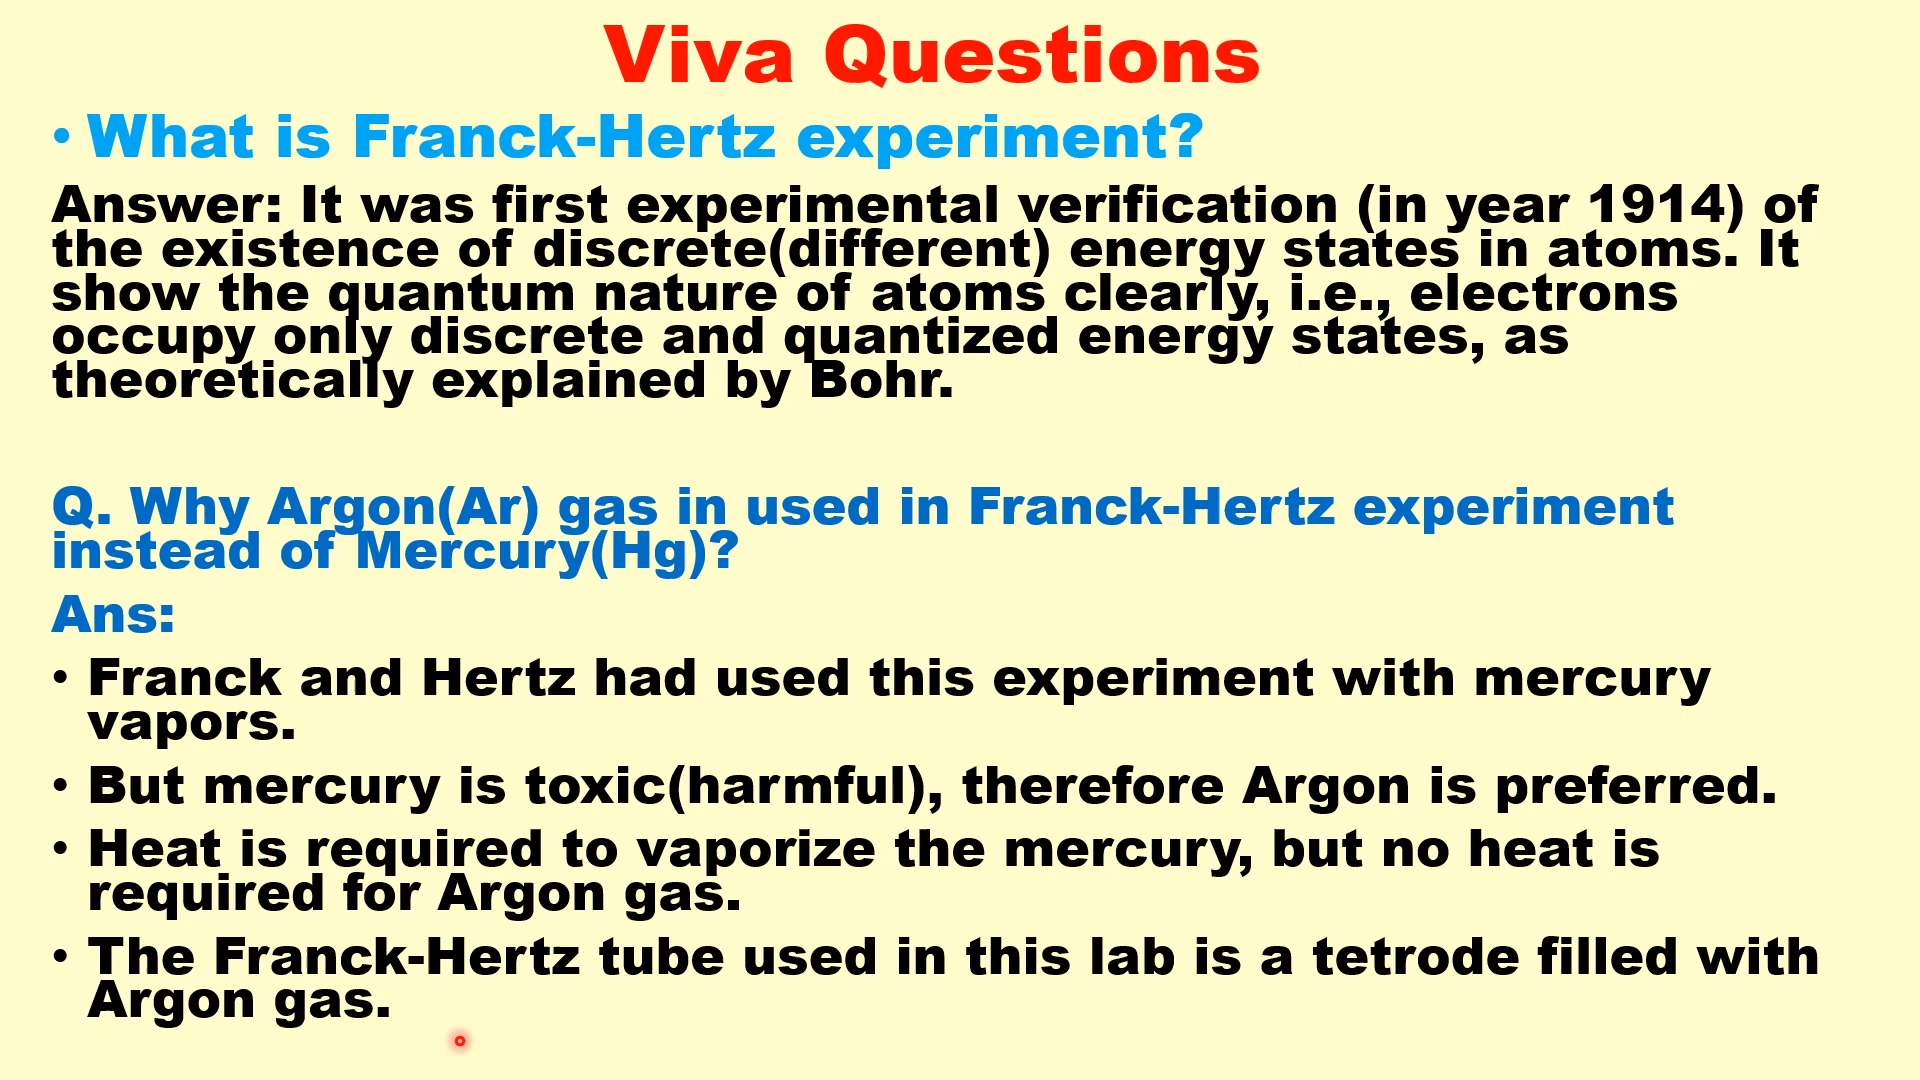 Viva Questions
• What is Franck-Hertz experiment?
Answer: It was first experimental verification (in year 1914) of
the existence of discrete(different) energy states in atoms. It
show the quantum nature of atoms clearly, i.e., electrons
occupy only discrete and quantized energy states, as
theoretically explained by Bohr.
Q. Why Argon(Ar) gas in used in Franck-Hertz experiment
instead of Mercury(Hg)?
Ans:
• Franck and Hertz had used this experiment with mercury
vapors.
• But mercury is toxic(harmful), therefore Argon is preferred.
• Heat is required to vaporize the mercury, but no heat is
required for Argon gas.
• The Franck-Hertz tube used in this lab is a tetrode filled with
Argon gas.